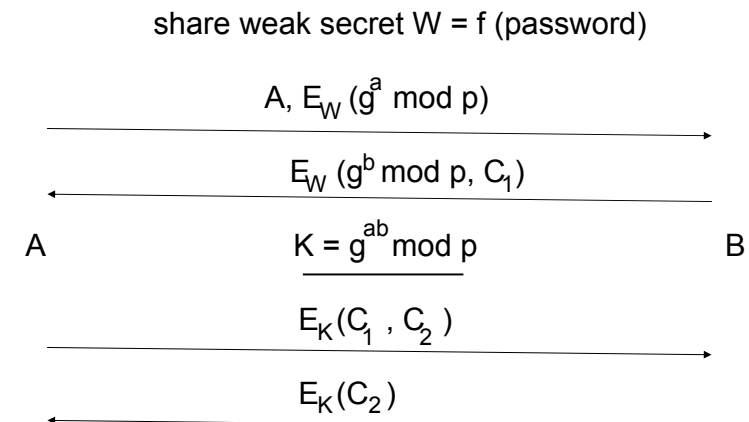 share weak secret W = f (password)
A, E_W (g^a mod p)
E_W (g^b mod p, C_1)
A K = g^ab mod p B
E_K(C_1 , C_2 )
E_K(C_2)